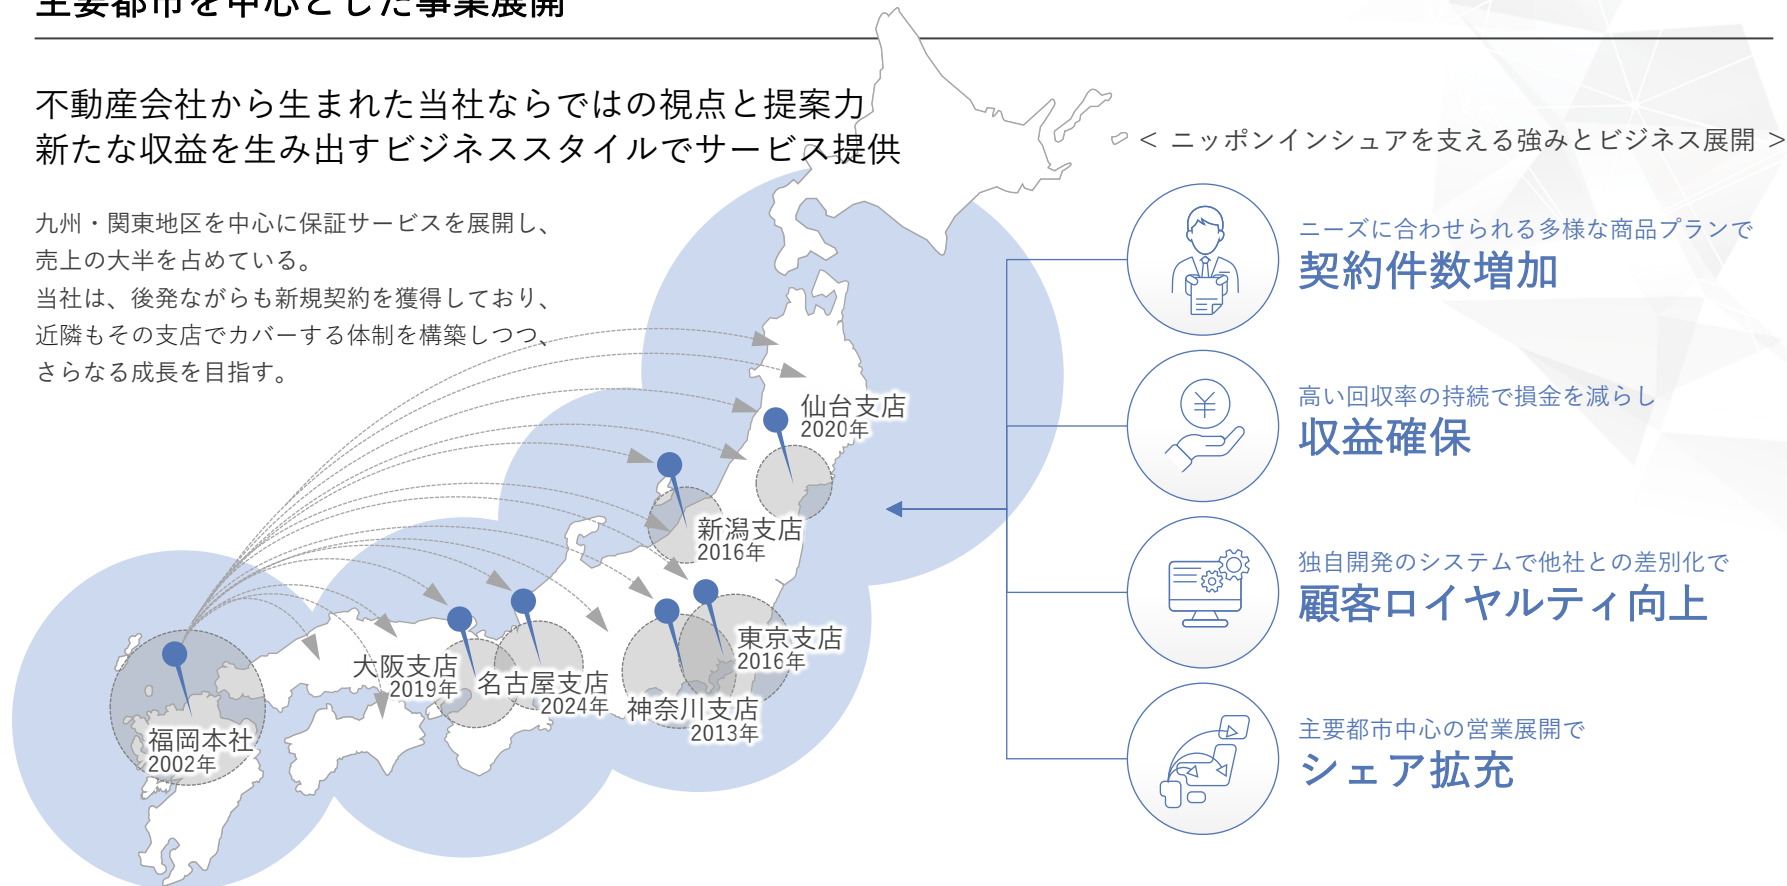 主要都市を中心とした事業展開
不動産会社から生まれた当社ならではの視点と提案力
新たな収益を生み出すビジネススタイルでサービス提供
九州・関東地区を中心に保証サービスを展開し、
売上の大半を占めている。
当社は、後発ながらも新規契約を獲得しており、
近隣もその支店でカバーする体制を構築しつつ、
さらなる成長を目指す。
仙台支店
2020年
新潟支店
2016年
東京支店
2016年
大阪支店
2019年
名古屋支店
2024年
神奈川支店
2013年
福岡本社
2002年
＜ ニッポンインシュアを支える強みとビジネス展開 ＞
ニーズに合わせられる多様な商品プランで
契約件数増加
高い回収率の持続で損金を減らし
収益確保
独自開発のシステムで他社との差別化で
顧客ロイヤルティ向上
主要都市中心の営業展開で
シェア拡充